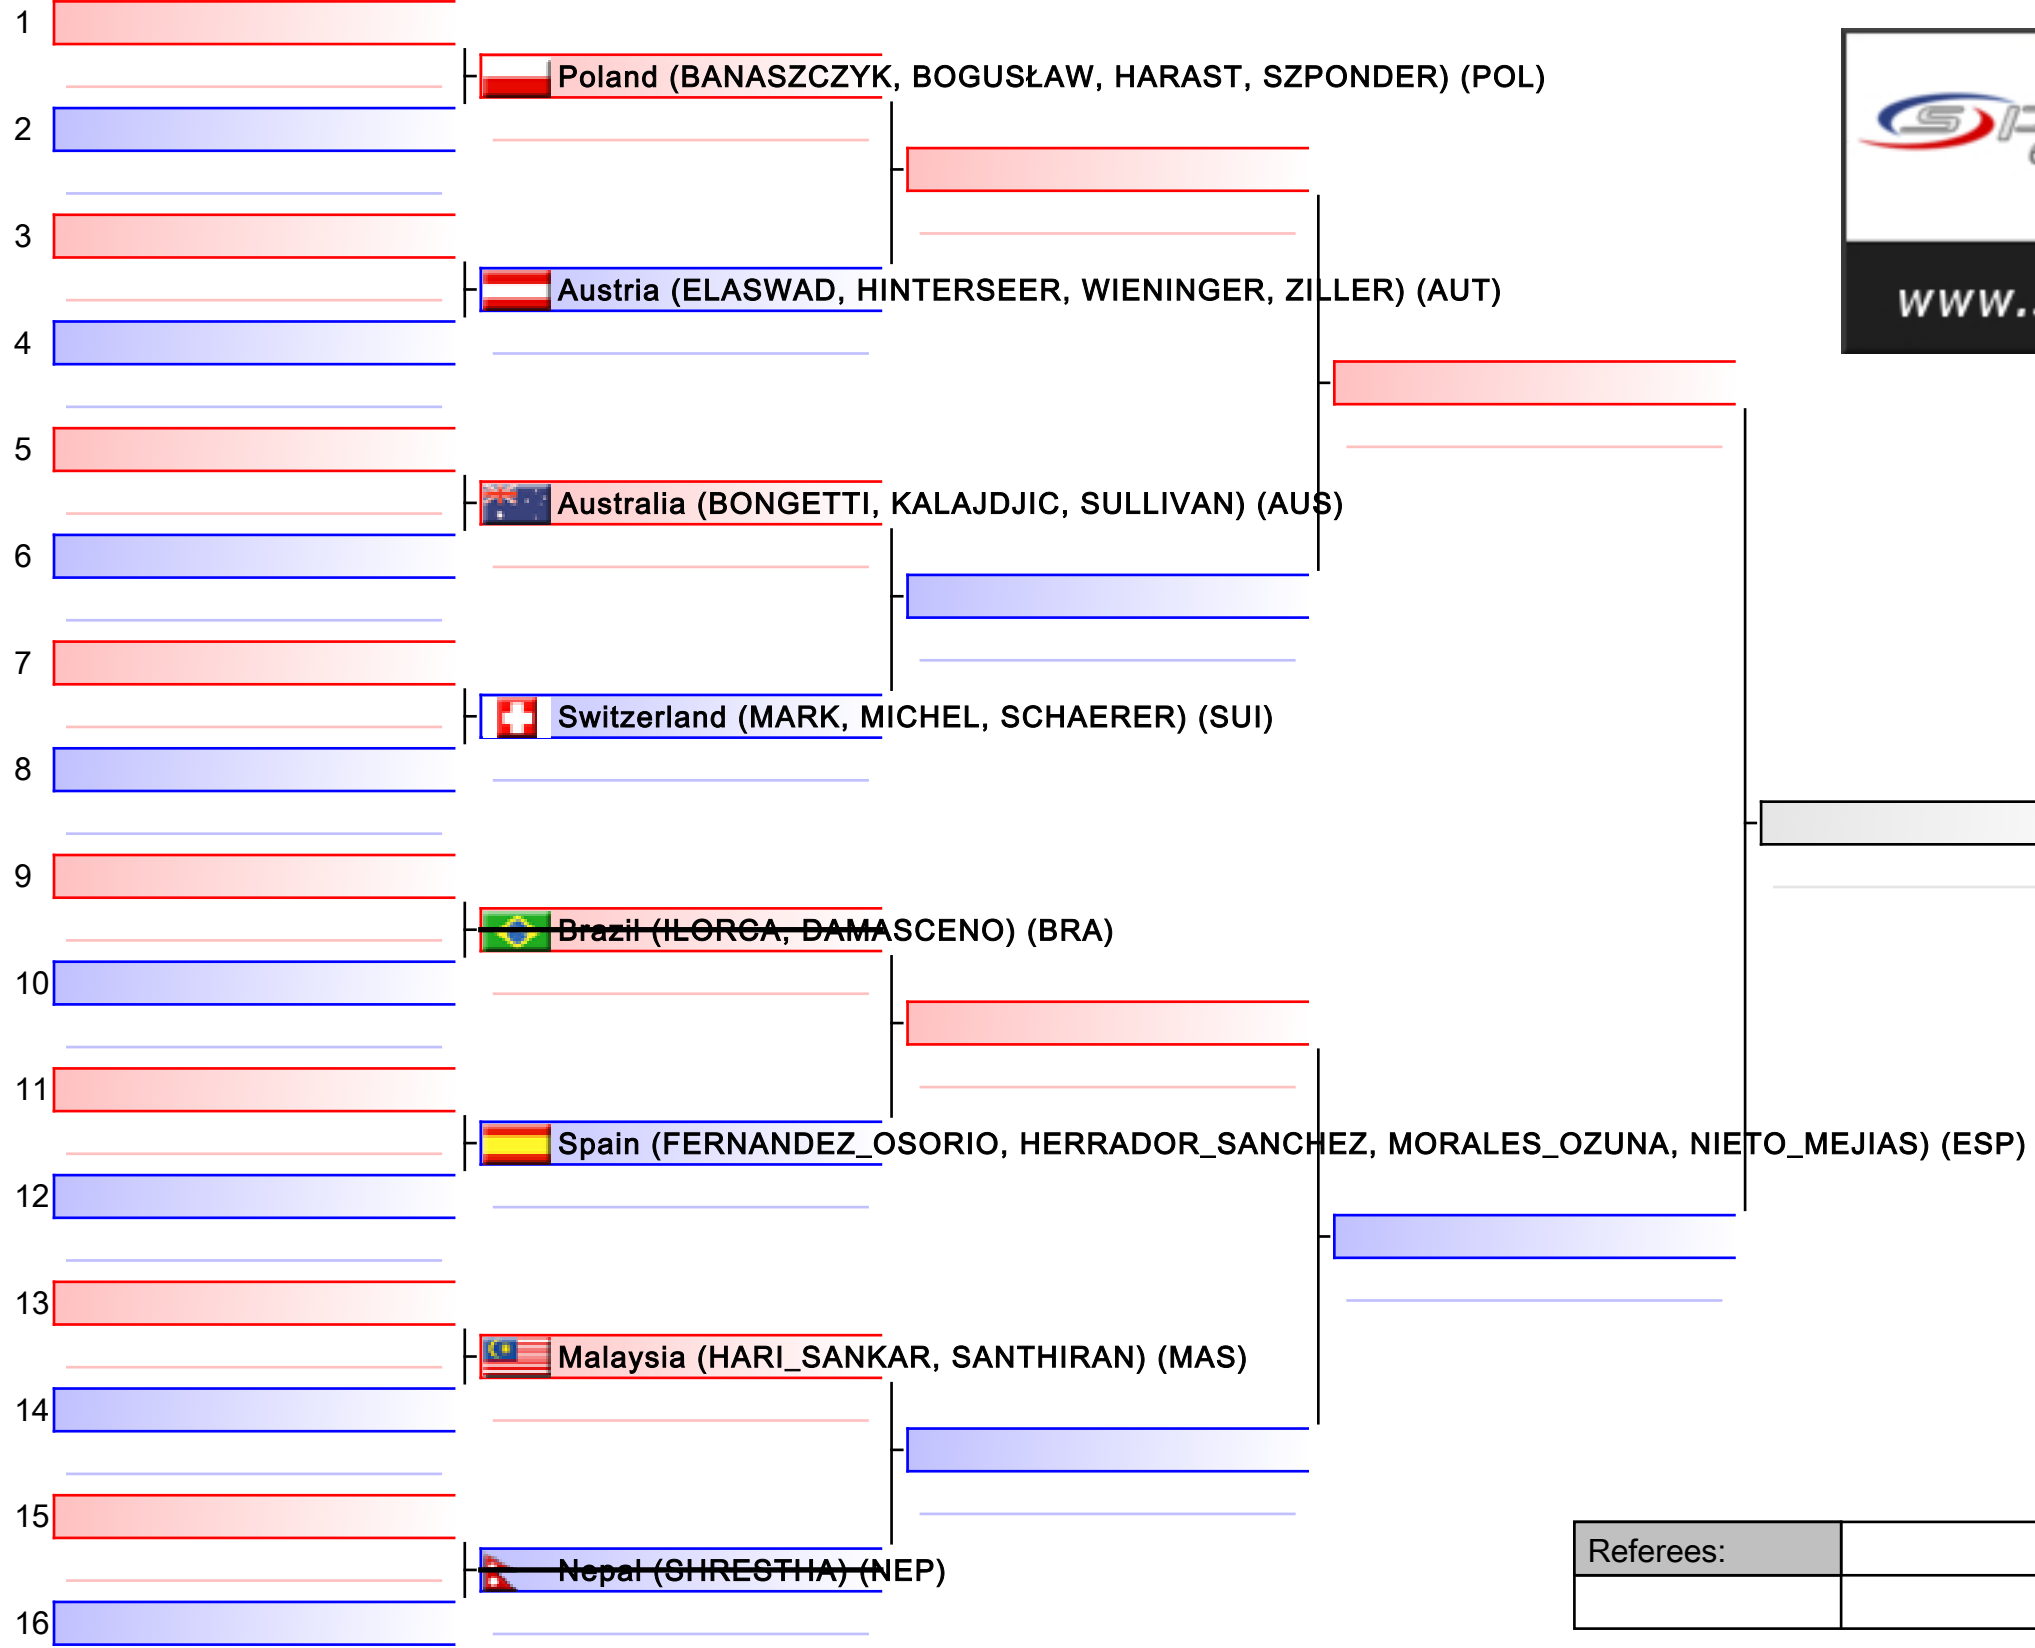 1
Poland (BANASZCZYK, BOGUSŁAW, HARAST, SZPONDER) (POL)
2
3
Austria (ELASWAD, HINTERSEER, WIENINGER, ZILLER) (AUT)
www.
4
5
Australia (BONGETTI, KALAJDJIC, SULLIVAN) (AUS)
6
7
Switzerland (MARK, MICHEL, SCHAERER) (SUI)
8
9
Brazil (ILORCA, DAMASCENO) (BRA)
10
11
Spain (FERNANDEZ_OSORIO, HERRADOR_SANCHEZ, MORALES_OZUNA, NIETO_MEJIAS) (ESP)
12
13
Malaysia (HARI_SANKAR, SANTHIRAN) (MAS)
14
15
Referees:
Nepal (SHRESTHA) (NEP)
16